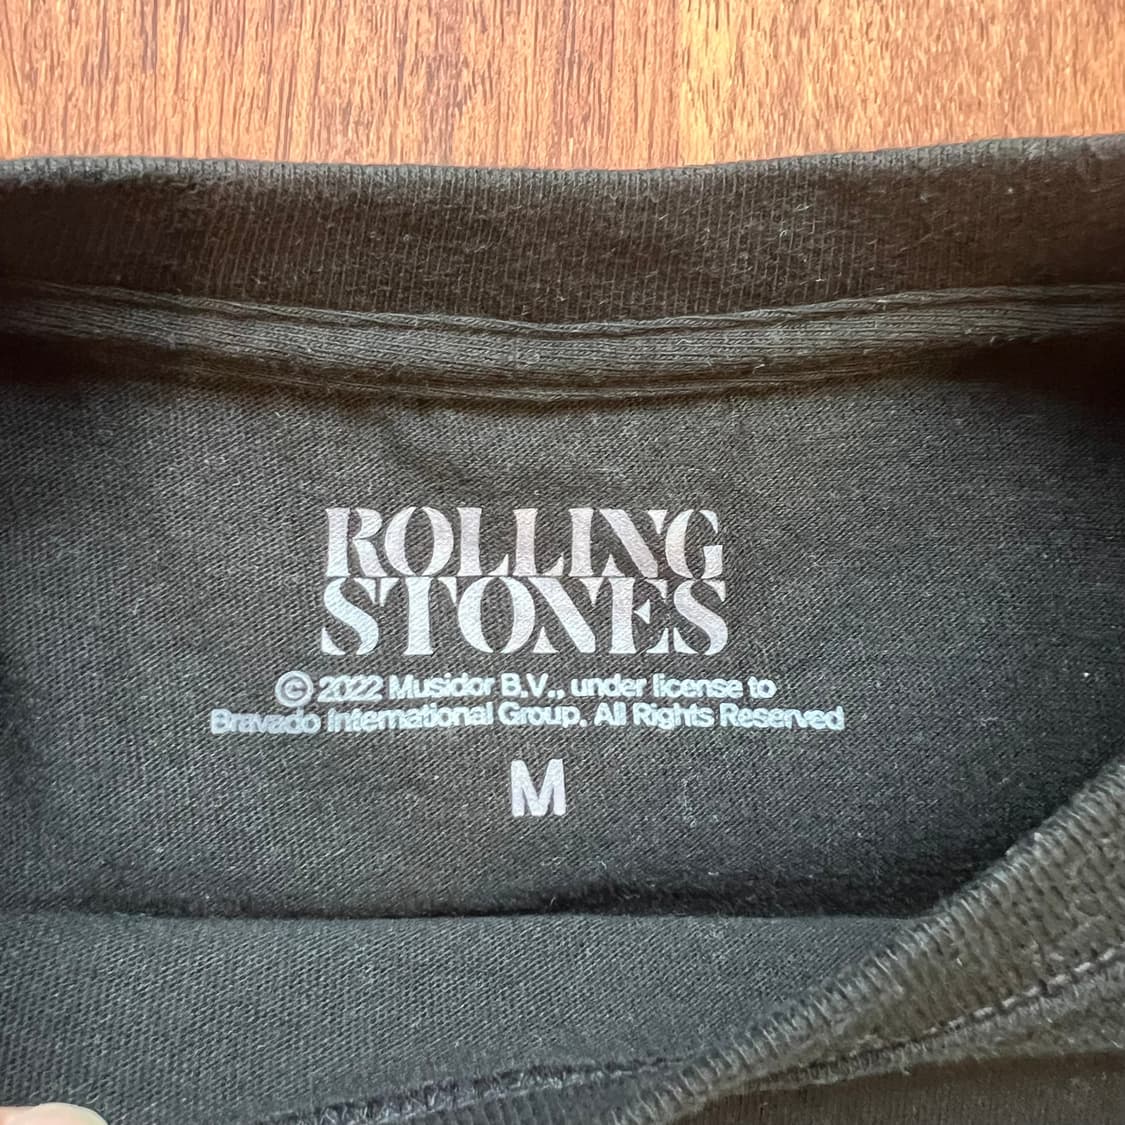 ROLLING
STONES
© 2022 Musidor B.V., under license to
Bravado International Group. All Rights Reserved
M